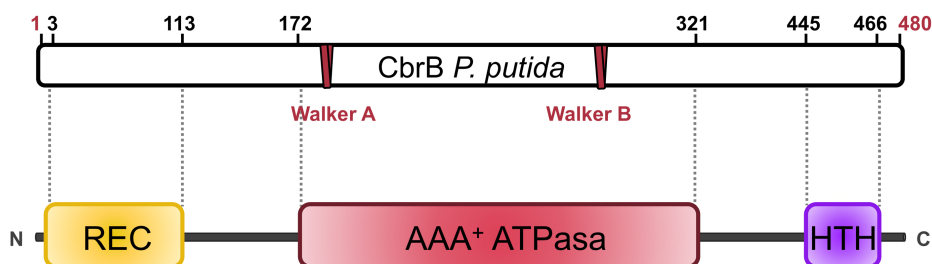 1 3 113 172 321 445 466 480
CbrB P. putida
Walker A Walker B
N REC AAA+ ATPasa HTH C